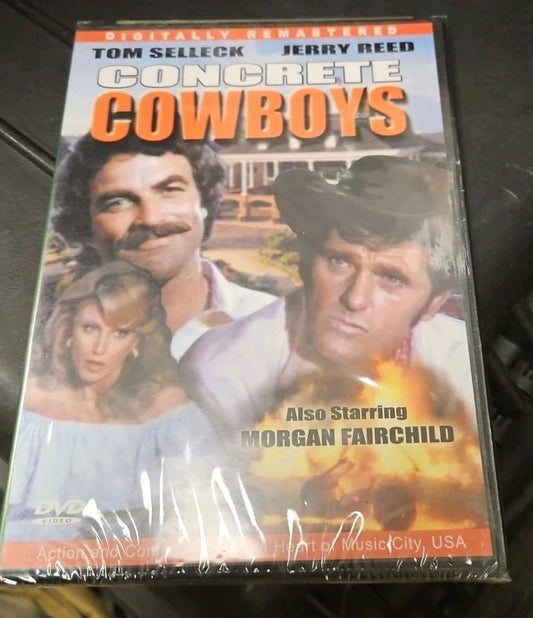 DIGITALLY REMASTERED
TOM SELLECK JERRY REED
CONCRETE
COWBOYS
Also Starring
MORGAN FAIRCHILD
DVD
VIDEO
Action and Com Heart of Music City, USA